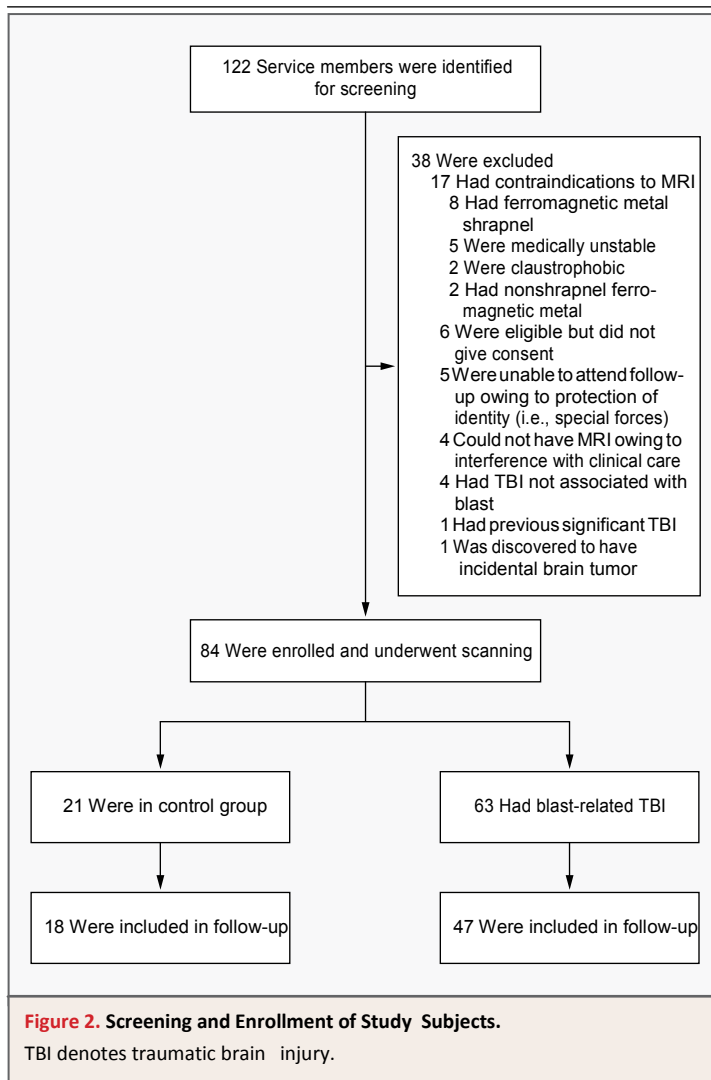 122 Service members were identified
for screening
38 Were excluded
17 Had contraindications to MRI
8 Had ferromagnetic metal
shrapnel
5 Were medically unstable
2 Were claustrophobic
2 Had nonshrapnel ferro-
magnetic metal
6 Were eligible but did not
give consent
5 Were unable to attend follow-
up owing to protection of
identity (i.e., special forces)
4 Could not have MRI owing to
interference with clinical care
4 Had TBI not associated with
blast
1 Had previous significant TBI
1 Was discovered to have
incidental brain tumor
84 Were enrolled and underwent scanning
21 Were in control group
63 Had blast-related TBI
18 Were included in follow-up
47 Were included in follow-up
Figure 2. Screening and Enrollment of Study Subjects.
TBI denotes traumatic brain injury.